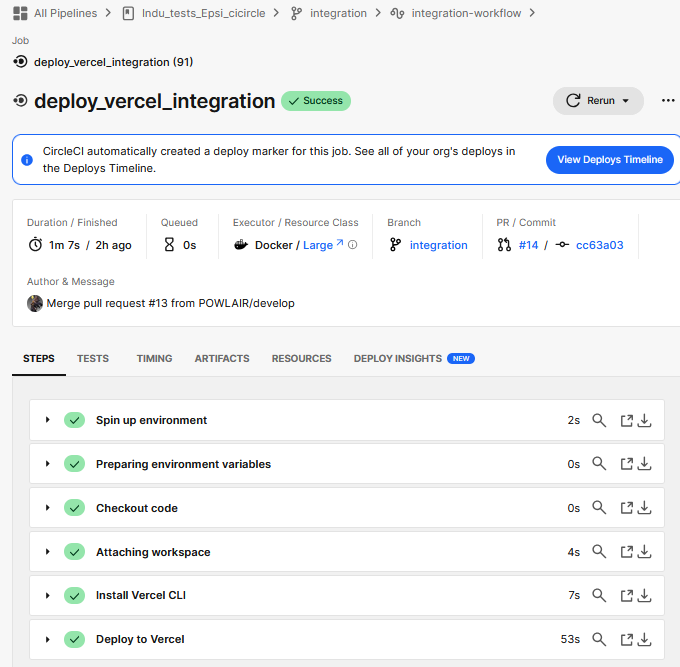 All Pipelines > Indu_tests_Epsi_cicircle > integration > integration-workflow >
Job
deploy_vercel_integration (91)
deploy_vercel_integration Success Rerun ...
CircleCI automatically created a deploy marker for this job. See all of your org's deploys in
the Deploys Timeline.
View Deploys Timeline
Duration / Finished Queued Executor / Resource Class Branch PR / Commit
1m 7s / 2h ago 0s Docker / Large integration #14 / cc63a03
Author & Message
Merge pull request #13 from POWLAIR/develop
STEPS TESTS TIMING ARTIFACTS RESOURCES DEPLOY INSIGHTS NEW
Spin up environment 2s
Preparing environment variables 0s
Checkout code 0s
Attaching workspace 4s
Install Vercel CLI 7s
Deploy to Vercel 53s